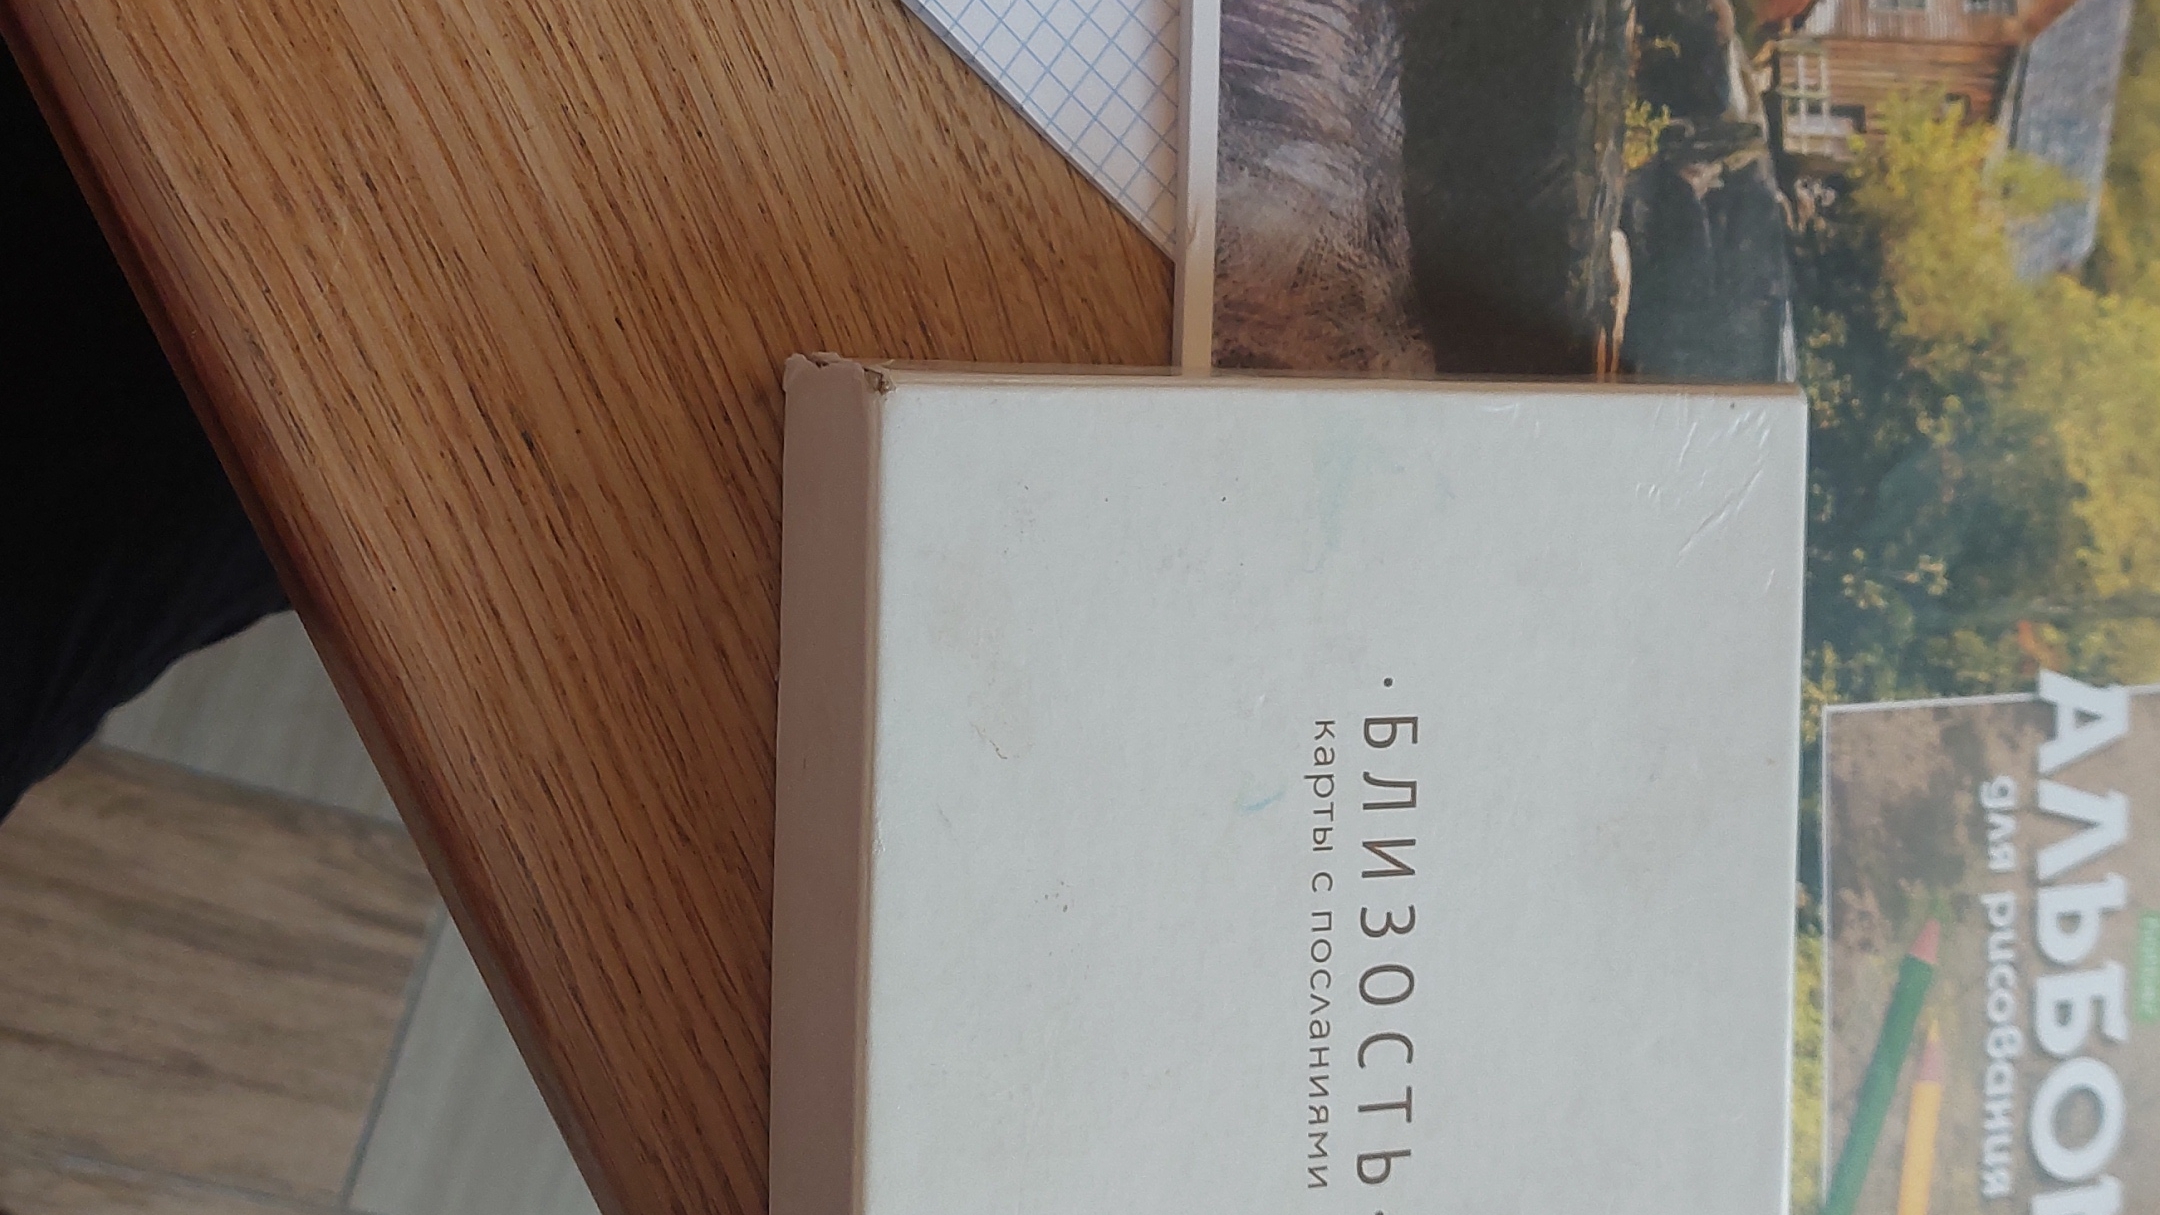 · БЛИЗОСТЬ ·
карты с посланиями
АЛЬБОМ
для рисования